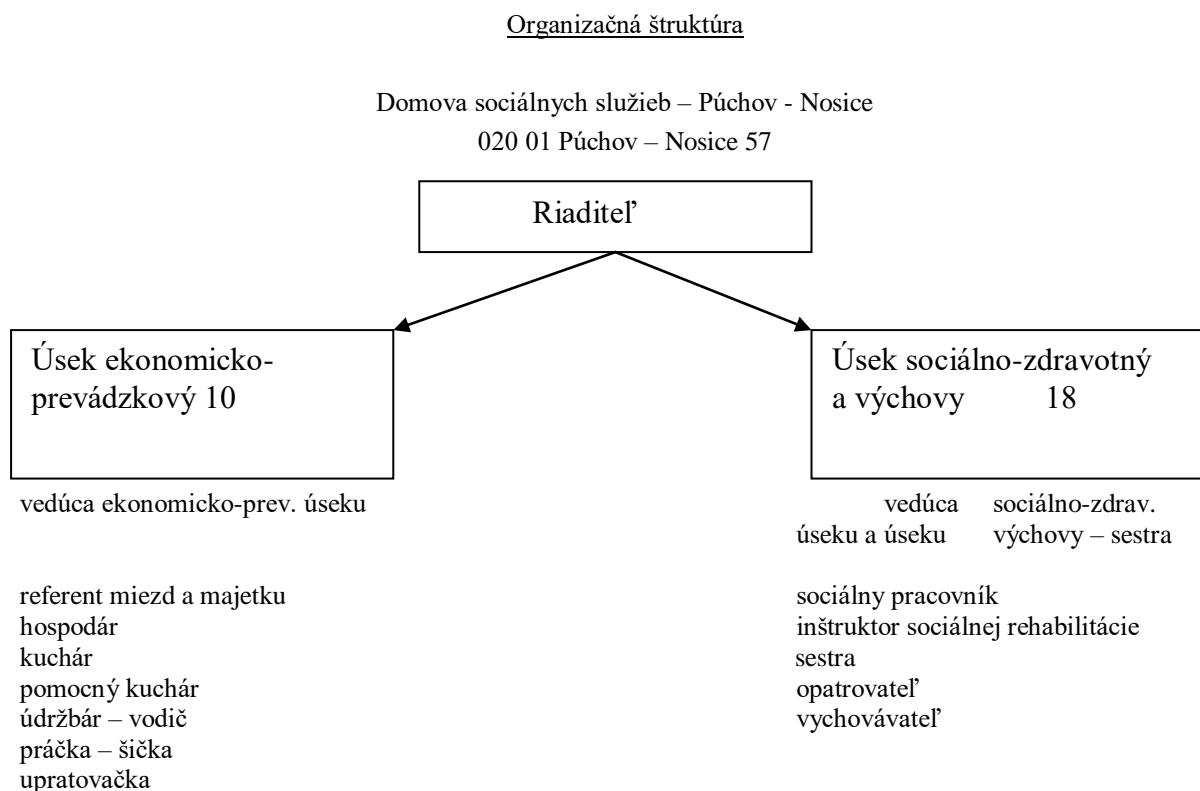 Organizačná štruktúra
Domova sociálnych služieb – Púchov - Nosice
020 01 Púchov – Nosice 57
Riaditeľ
Úsek ekonomicko-
prevádzkový 10
vedúca ekonomicko-prev. úseku
referent miezd a majetku
hospodár
kuchár
pomocný kuchár
údržbár – vodič
práčka – šička
upratovačka
Úsek sociálno-zdravotný
a výchovy 18
vedúca sociálno-zdrav.
úseku a úseku výchovy – sestra
sociálny pracovník
inštruktor sociálnej rehabilitácie
sestra
opatrovateľ
vychovávateľ